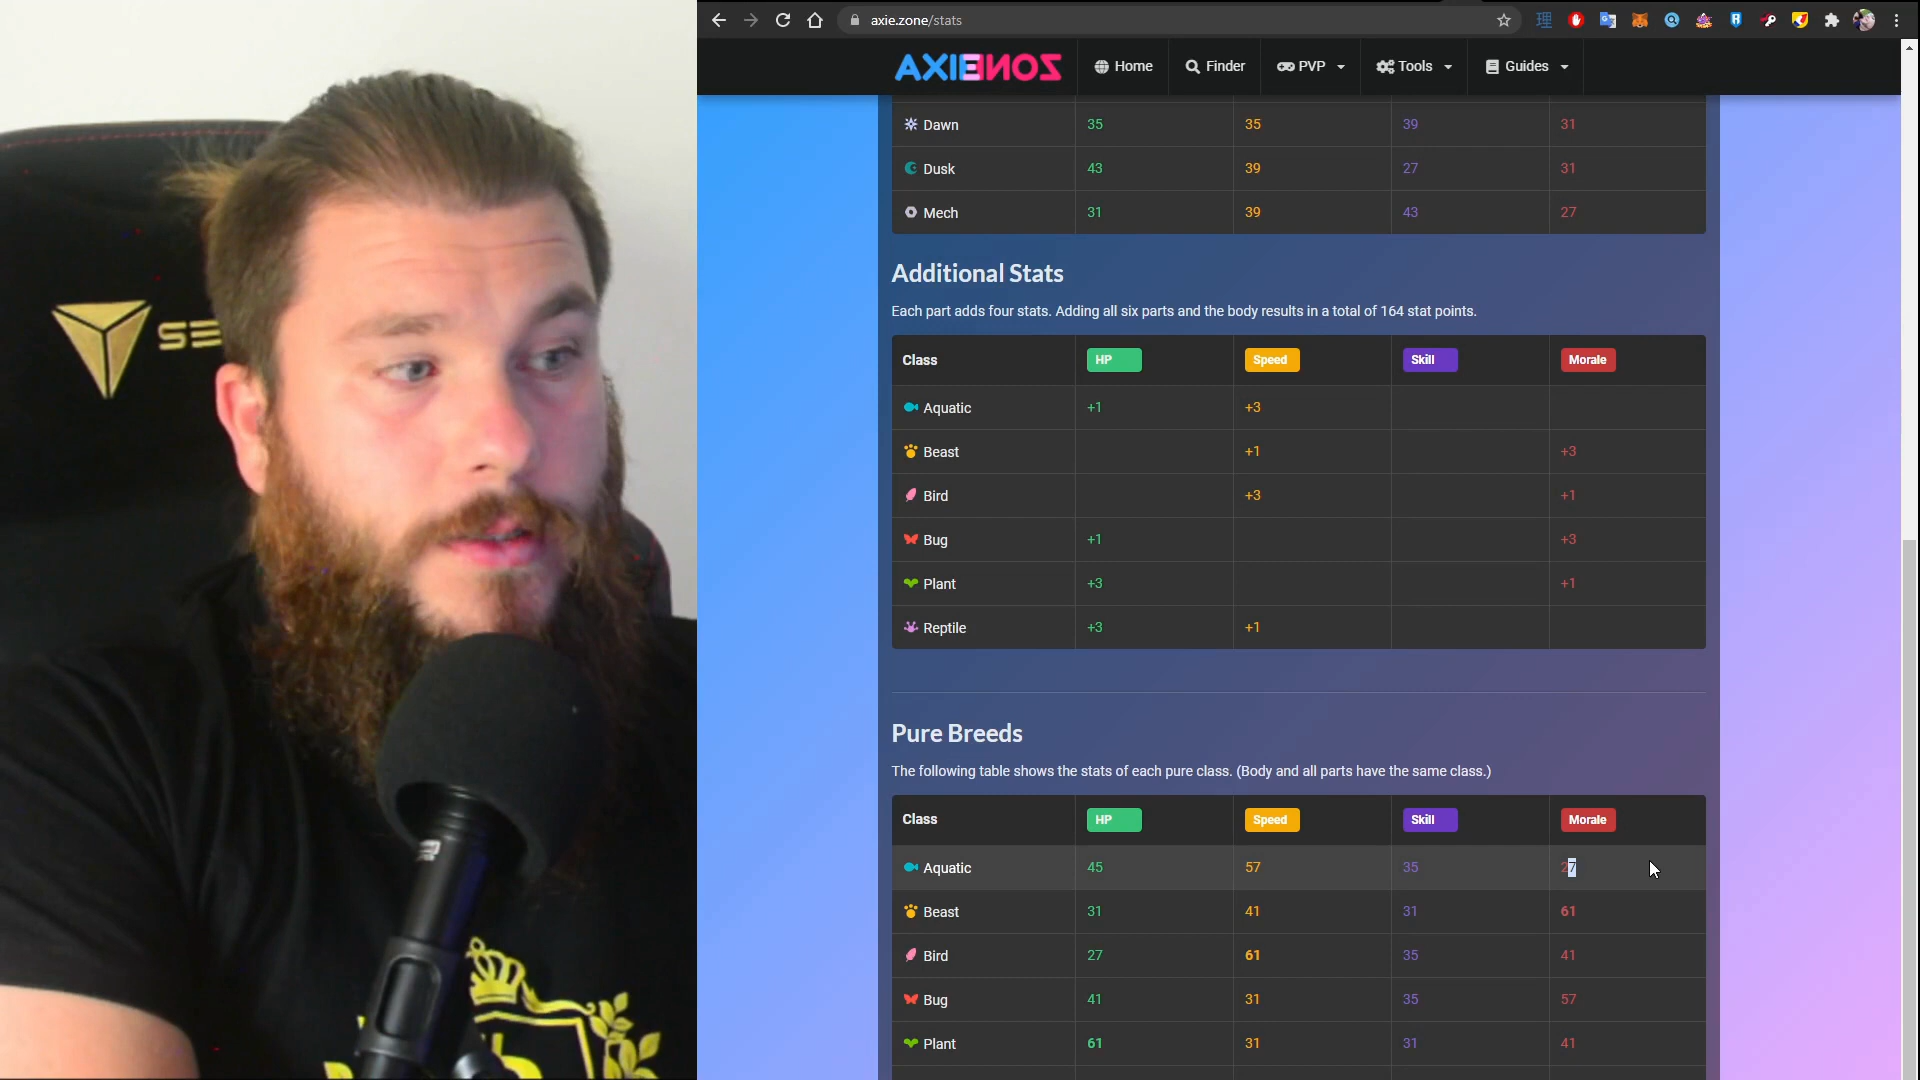 axie.zone/stats
AXIE ZONE
Home
Finder
PVP
Tools
Guides
Dawn 35 35 39 31
Dusk 43 39 27 31
Mech 31 39 43 27
Additional Stats
Each part adds four stats. Adding all six parts and the body results in a total of 164 stat points.
Class HP Speed Skill Morale
Aquatic +1 +3
Beast +1 +3
Bird +3 +1
Bug +1 +3
Plant +3 +1
Reptile +3 +1
Pure Breeds
The following table shows the stats of each pure class. (Body and all parts have the same class.)
Class HP Speed Skill Morale
Aquatic 45 57 35 27
Beast 31 41 31 61
Bird 27 61 35 41
Bug 41 31 35 57
Plant 61 31 31 41
SE